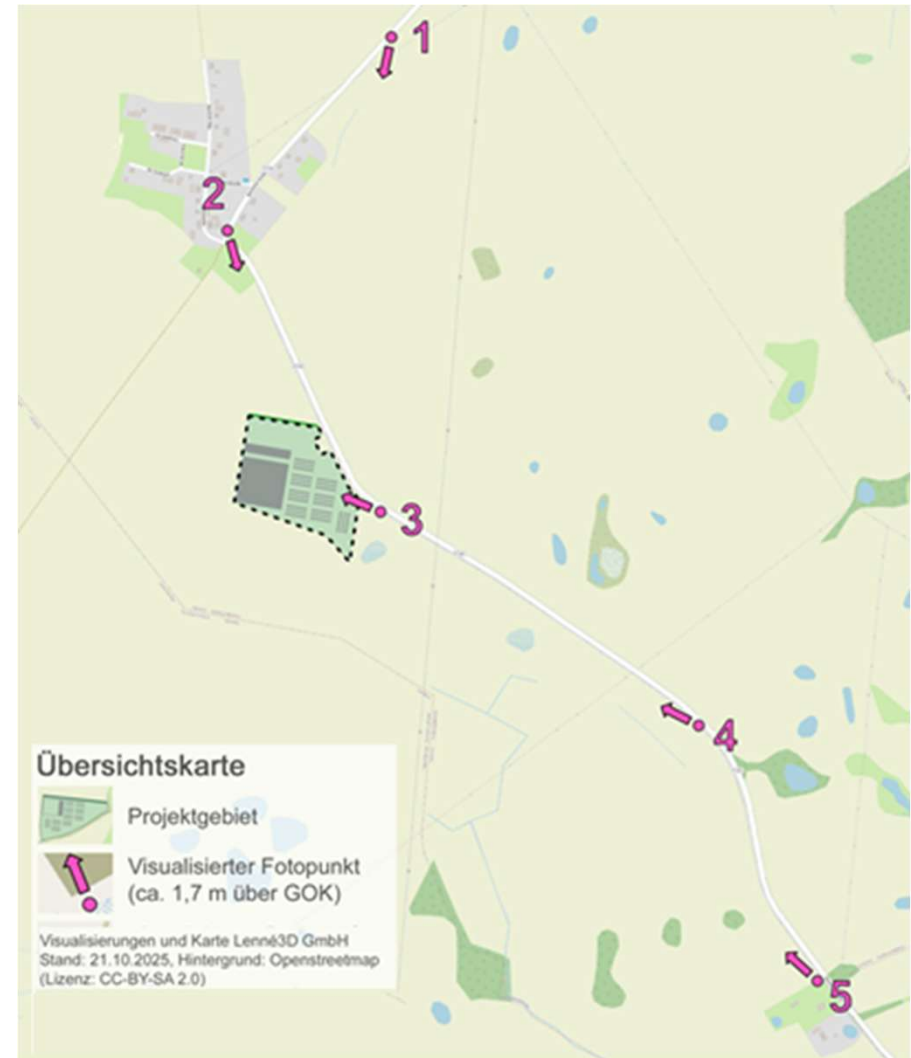 1
2
3
4
5
Übersichtskarte
Projektgebiet
Visualisierter Fotopunkt
(ca. 1,7 m über GOK)
Visualisierungen und Karte Lenné3D GmbH
Stand: 21.10.2025, Hintergrund: Openstreetmap
(Lizenz: CC-BY-SA 2.0)